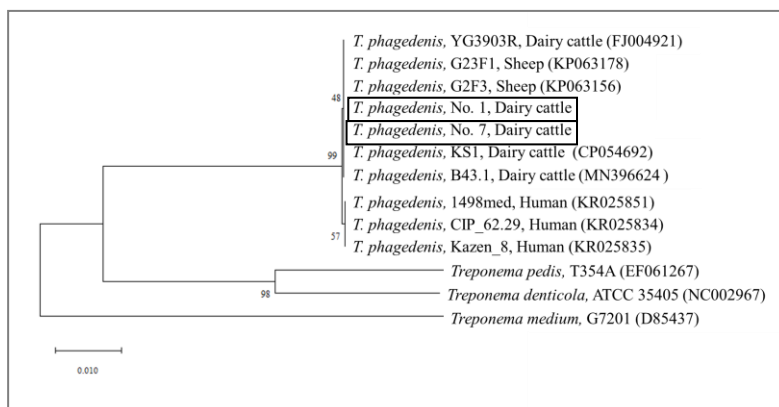 T. phagedenis, YG3903R, Dairy cattle (FJ004921)
T. phagedenis, G23F1, Sheep (KP063178)
T. phagedenis, G2F3, Sheep (KP063156)
48
T. phagedenis, No. 1, Dairy cattle
T. phagedenis, No. 7, Dairy cattle
99
T. phagedenis, KS1, Dairy cattle (CP054692)
T. phagedenis, B43.1, Dairy cattle (MN396624 )
T. phagedenis, 1498med, Human (KR025851)
T. phagedenis, CIP_62.29, Human (KR025834)
57
T. phagedenis, Kazen_8, Human (KR025835)
Treponema pedis, T354A (EF061267)
98
Treponema denticola, ATCC 35405 (NC002967)
Treponema medium, G7201 (D85437)
0.010